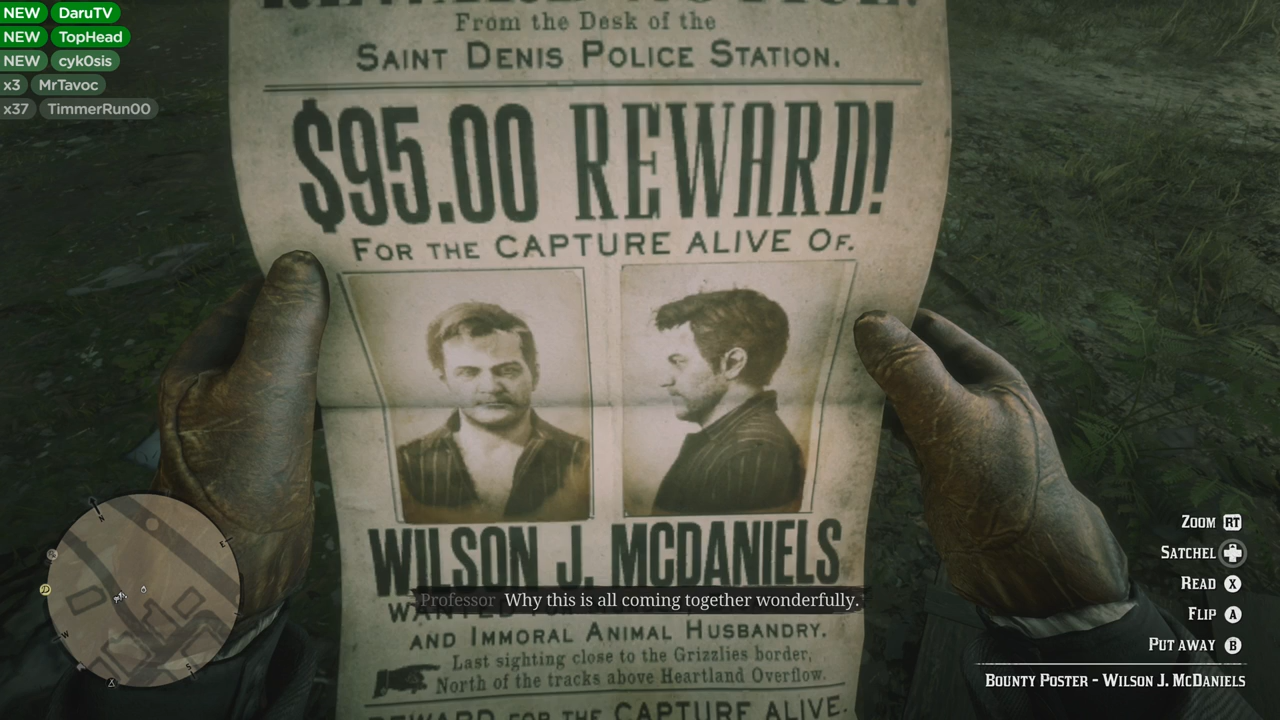 NEW DaruTV
NEW TopHead
NEW cyk0sis
x3 MrTavoc
x37 TimmerRun00
From the Desk of the
SAINT DENIS POLICE STATION.
$95.00 REWARD!
FOR THE CAPTURE ALIVE OF.
WILSON J. MCDANIELS
Professor Why this is all coming together wonderfully.
AND IMMORAL ANIMAL HUSBANDRY.
Last sighting close to the Grizzlies border,
North of the tracks above Heartland Overflow.
REWARD FOR THE CAPTURE ALIVE.
N
E
S
W
ZOOM RT
SATCHEL
READ X
FLIP A
PUT AWAY B
BOUNTY POSTER - WILSON J. MCDANIELS